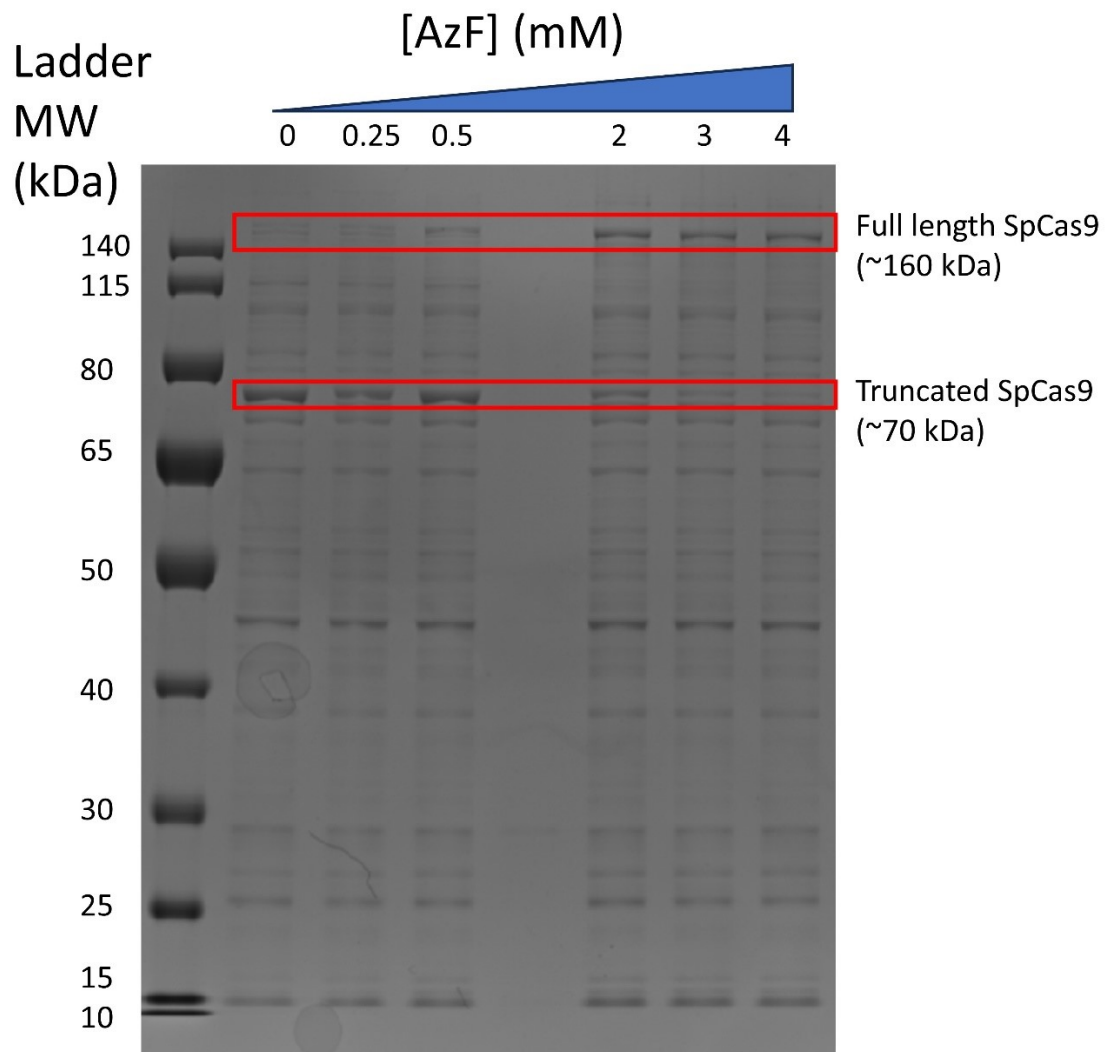 [AzF] (mM)
Ladder
MW
(kDa)
0 0.25 0.5 2 3 4
140
115
80
65
50
40
30
25
15
10
Full length SpCas9
(~160 kDa)
Truncated SpCas9
(~70 kDa)